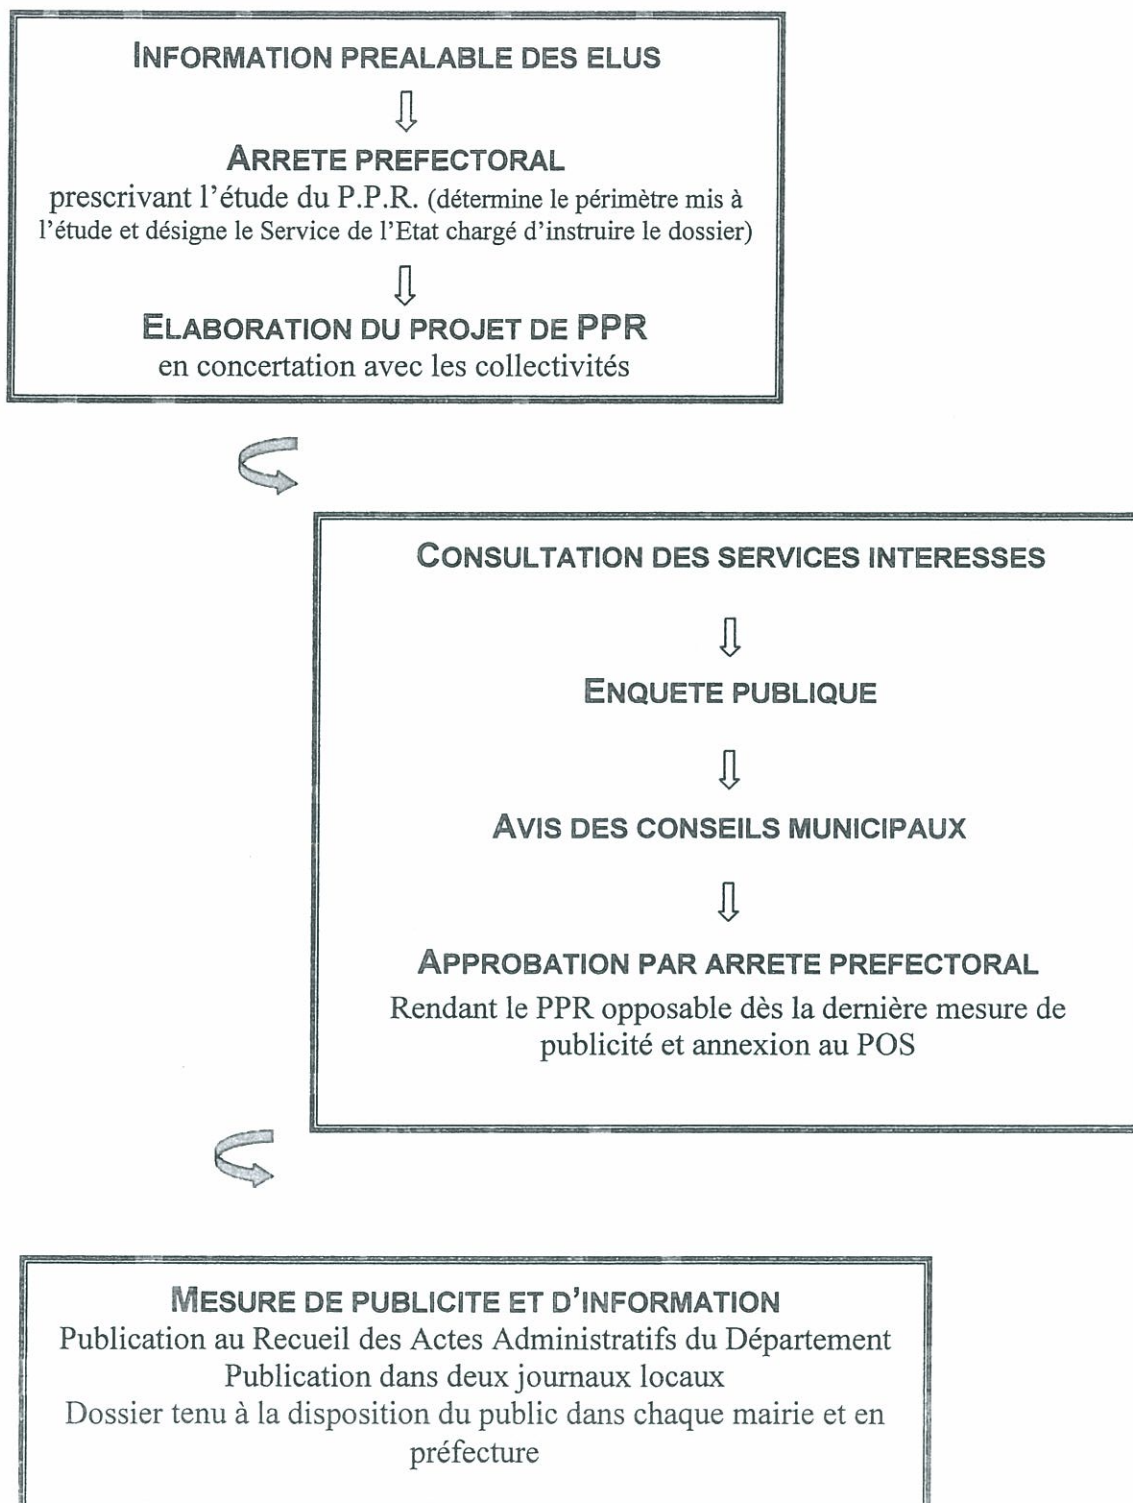 INFORMATION PREALABLE DES ELUS
ARRETE PREFECTORAL
prescrivant l'étude du P.P.R. (détermine le périmètre mis à
l'étude et désigne le Service de l'Etat chargé d'instruire le dossier)
ELABORATION DU PROJET DE PPR
en concertation avec les collectivités
CONSULTATION DES SERVICES INTERESSES
ENQUETE PUBLIQUE
AVIS DES CONSEILS MUNICIPAUX
APPROBATION PAR ARRETE PREFECTORAL
Rendant le PPR opposable dès la dernière mesure de
publicité et annexion au POS
MESURE DE PUBLICITE ET D'INFORMATION
Publication au Recueil des Actes Administratifs du Département
Publication dans deux journaux locaux
Dossier tenu à la disposition du public dans chaque mairie et en
préfecture